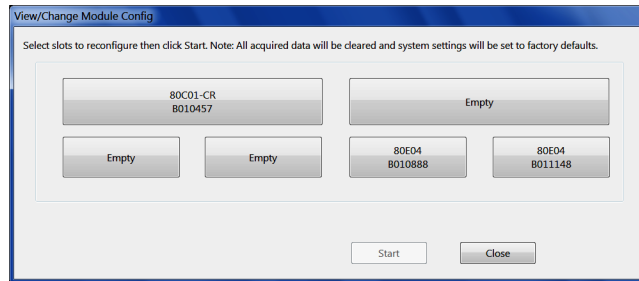 View/Change Module Config
Select slots to reconfigure then click Start. Note: All acquired data will be cleared and system settings will be set to factory defaults.
80C01-CR
B010457
Empty
Empty
Empty
80E04
B010888
80E04
B011148
Start
Close